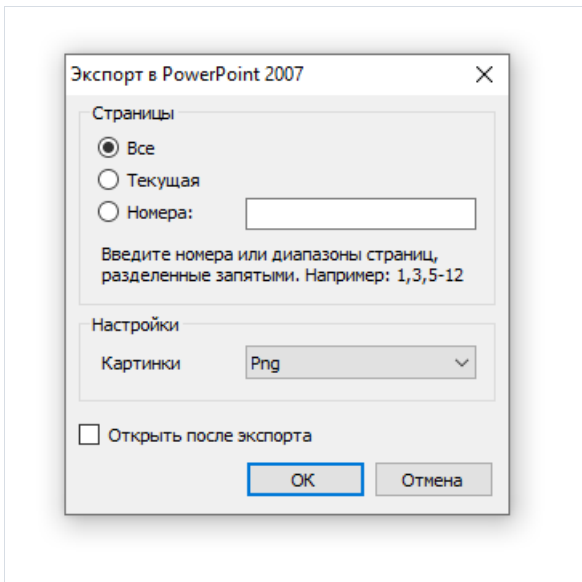 Экспорт в PowerPoint 2007
Страницы
Все
Текущая
Номера:
Введите номера или диапазоны страниц,
разделенные запятыми. Например: 1,3,5-12
Настройки
Картинки Png
Открыть после экспорта
OK Отмена